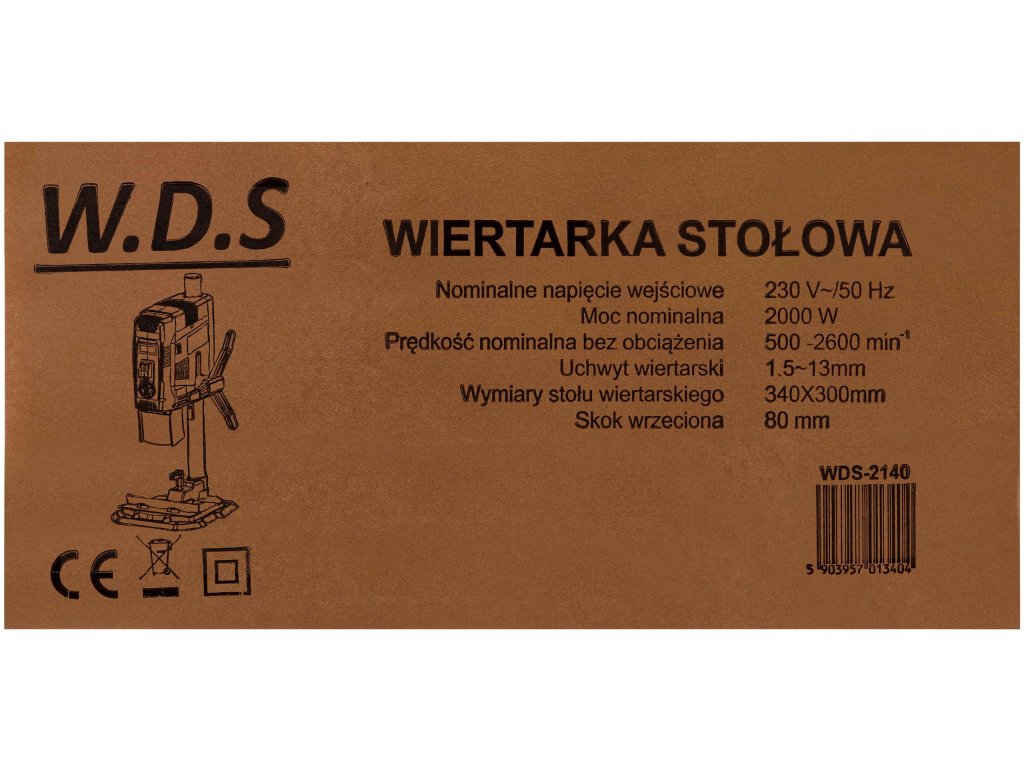 W.D.S
WIERTARKA STOŁOWA
Nominalne napięcie wejściowe 230 V~/50 Hz
Moc nominalna 2000 W
Prędkość nominalna bez obciążenia 500 -2600 min⁻¹
Uchwyt wiertarski 1.5~13mm
Wymiary stołu wiertarskiego 340X300mm
Skok wrzeciona 80 mm
WDS-2140
5 903957 013404
CE